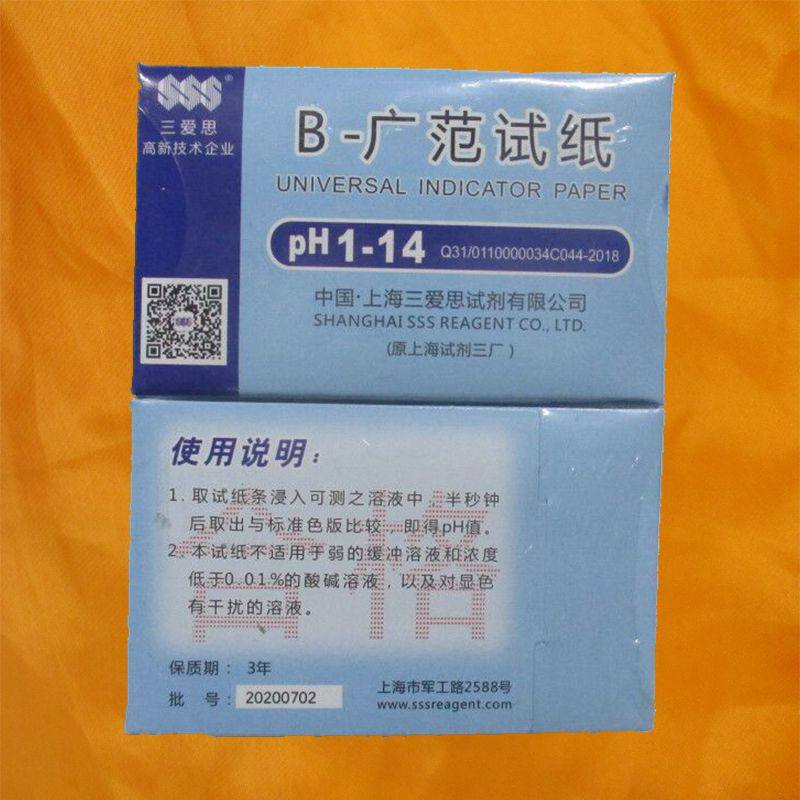 SSS®
三爱思
高新技术企业
B-广范试纸
UNIVERSAL INDICATOR PAPER
pH 1-14 Q31/0110000034C044-2018
中国·上海三爱思试剂有限公司
SHANGHAI SSS REAGENT CO., LTD.
(原上海试剂三厂)
SSS
使用说明：
1. 取试纸条浸入可测之溶液中，半秒钟
后取出与标准色版比较，即得pH值。
2. 本试纸不适用于弱的缓冲溶液和浓度
低于0.01%的酸碱溶液，以及对显色
有干扰的溶液。
合格
保质期： 3年
批 号： 20200702
上海市军工路2588号
www.sssreagent.com